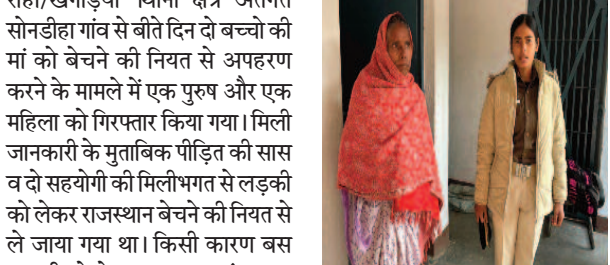 सोनडीहा गांव से बीते दिन दो बच्चो की
मां को बेचने की नियत से अपहरण
करने के मामले में एक पुरुष और एक
महिला को गिरफ्तार किया गया। मिली
जानकारी के मुताबिक पीड़ित की सास
व दो सहयोगी की मिलीभगत से लड़की
को लेकर राजस्थान बेचने की नियत से
ले जाया गया था। किसी कारण बस